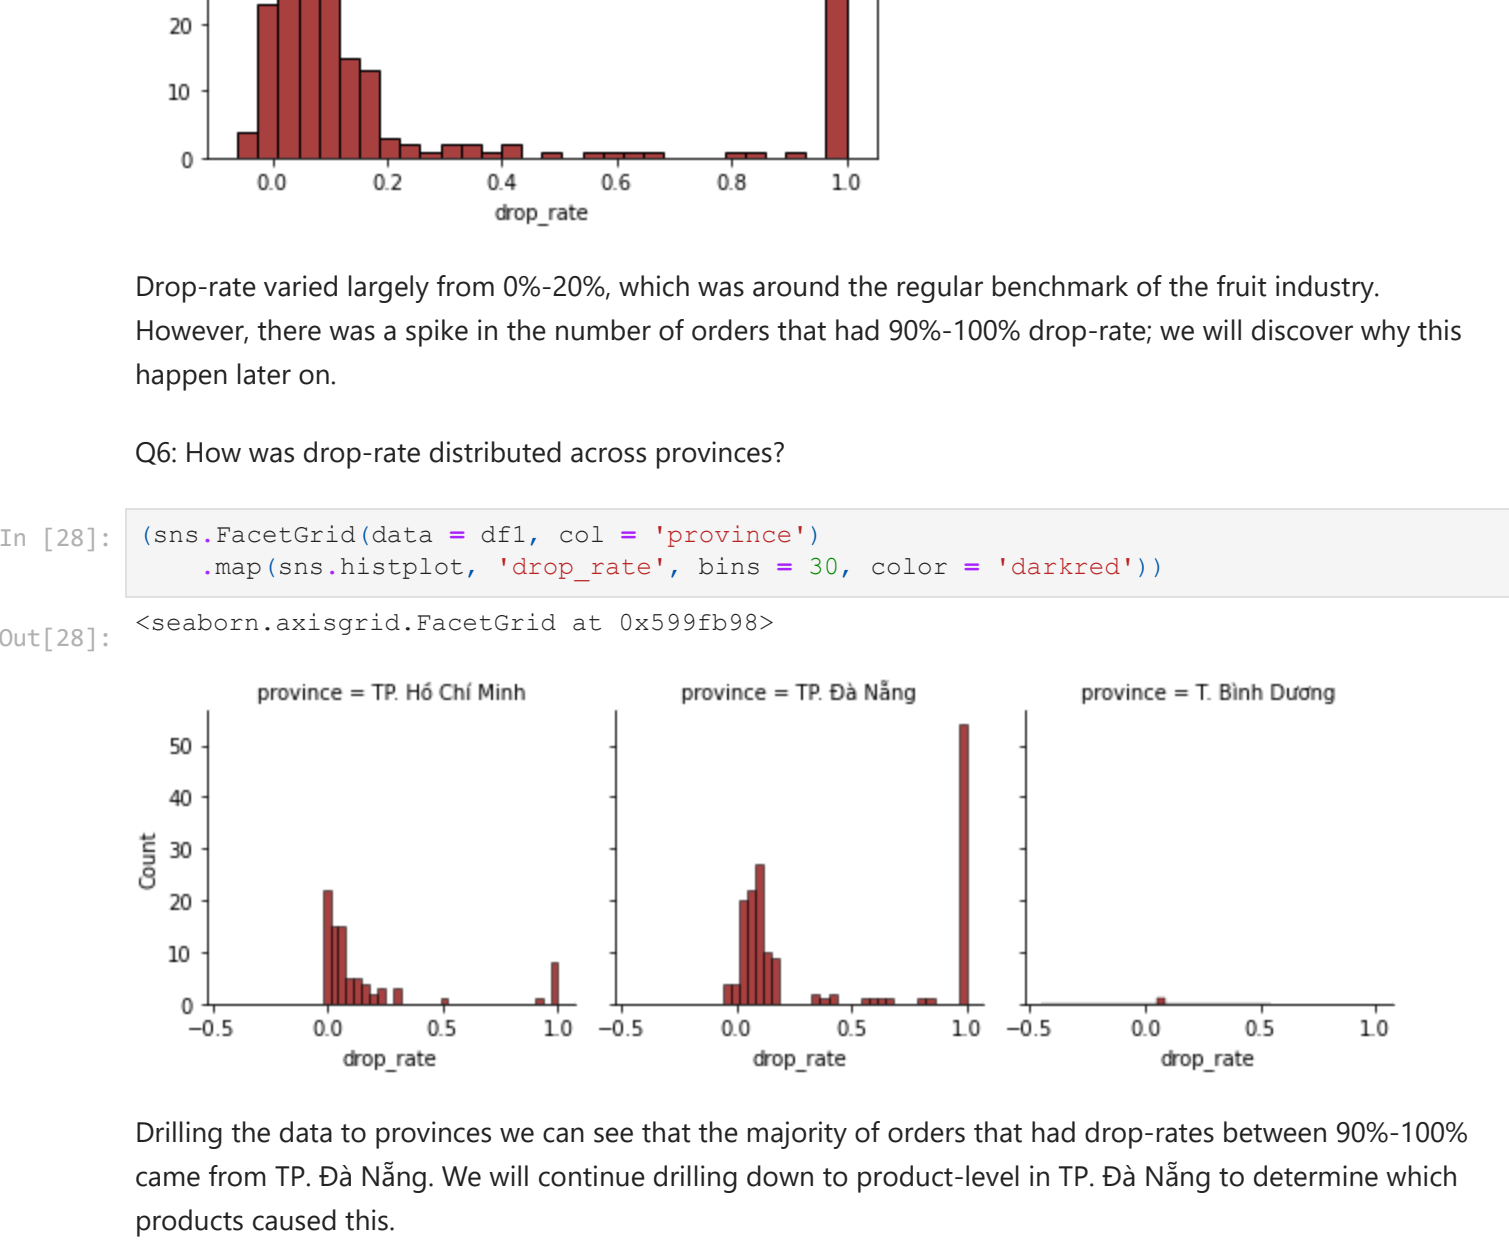 20
10
0
0.0 0.2 0.4 0.6 0.8 1.0
drop_rate
Drop-rate varied largely from 0%-20%, which was around the regular benchmark of the fruit industry.
However, there was a spike in the number of orders that had 90%-100% drop-rate; we will discover why this
happen later on.
Q6: How was drop-rate distributed across provinces?
In [28]:
(sns.FacetGrid(data = df1, col = 'province')
.map(sns.histplot, 'drop_rate', bins = 30, color = 'darkred'))
Out[28]:
<seaborn.axisgrid.FacetGrid at 0x599fb98>
province = TP. Hồ Chí Minh province = TP. Đà Nẵng province = T. Bình Dương
50
40
30
20
10
0
Count
−0.5 0.0 0.5 1.0 −0.5 0.0 0.5 1.0 −0.5 0.0 0.5 1.0
drop_rate drop_rate drop_rate
Drilling the data to provinces we can see that the majority of orders that had drop-rates between 90%-100%
came from TP. Đà Nẵng. We will continue drilling down to product-level in TP. Đà Nẵng to determine which
products caused this.